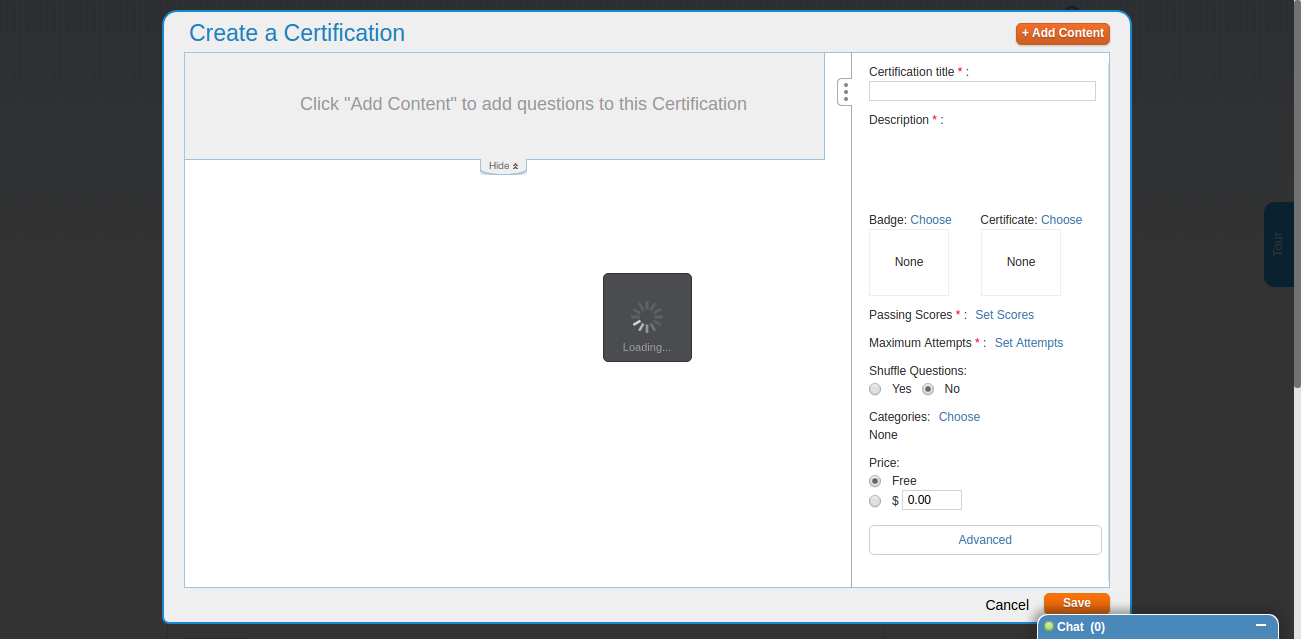 Create a Certification
+ Add Content
Click "Add Content" to add questions to this Certification
Hide
Loading...
Certification title * :
Description * :
Badge: Choose
Certificate: Choose
None
None
Passing Scores * : Set Scores
Maximum Attempts * : Set Attempts
Shuffle Questions:
Yes
No
Categories: Choose
None
Price:
Free
$ 0.00
Advanced
Cancel
Save
Tour
Chat (0)